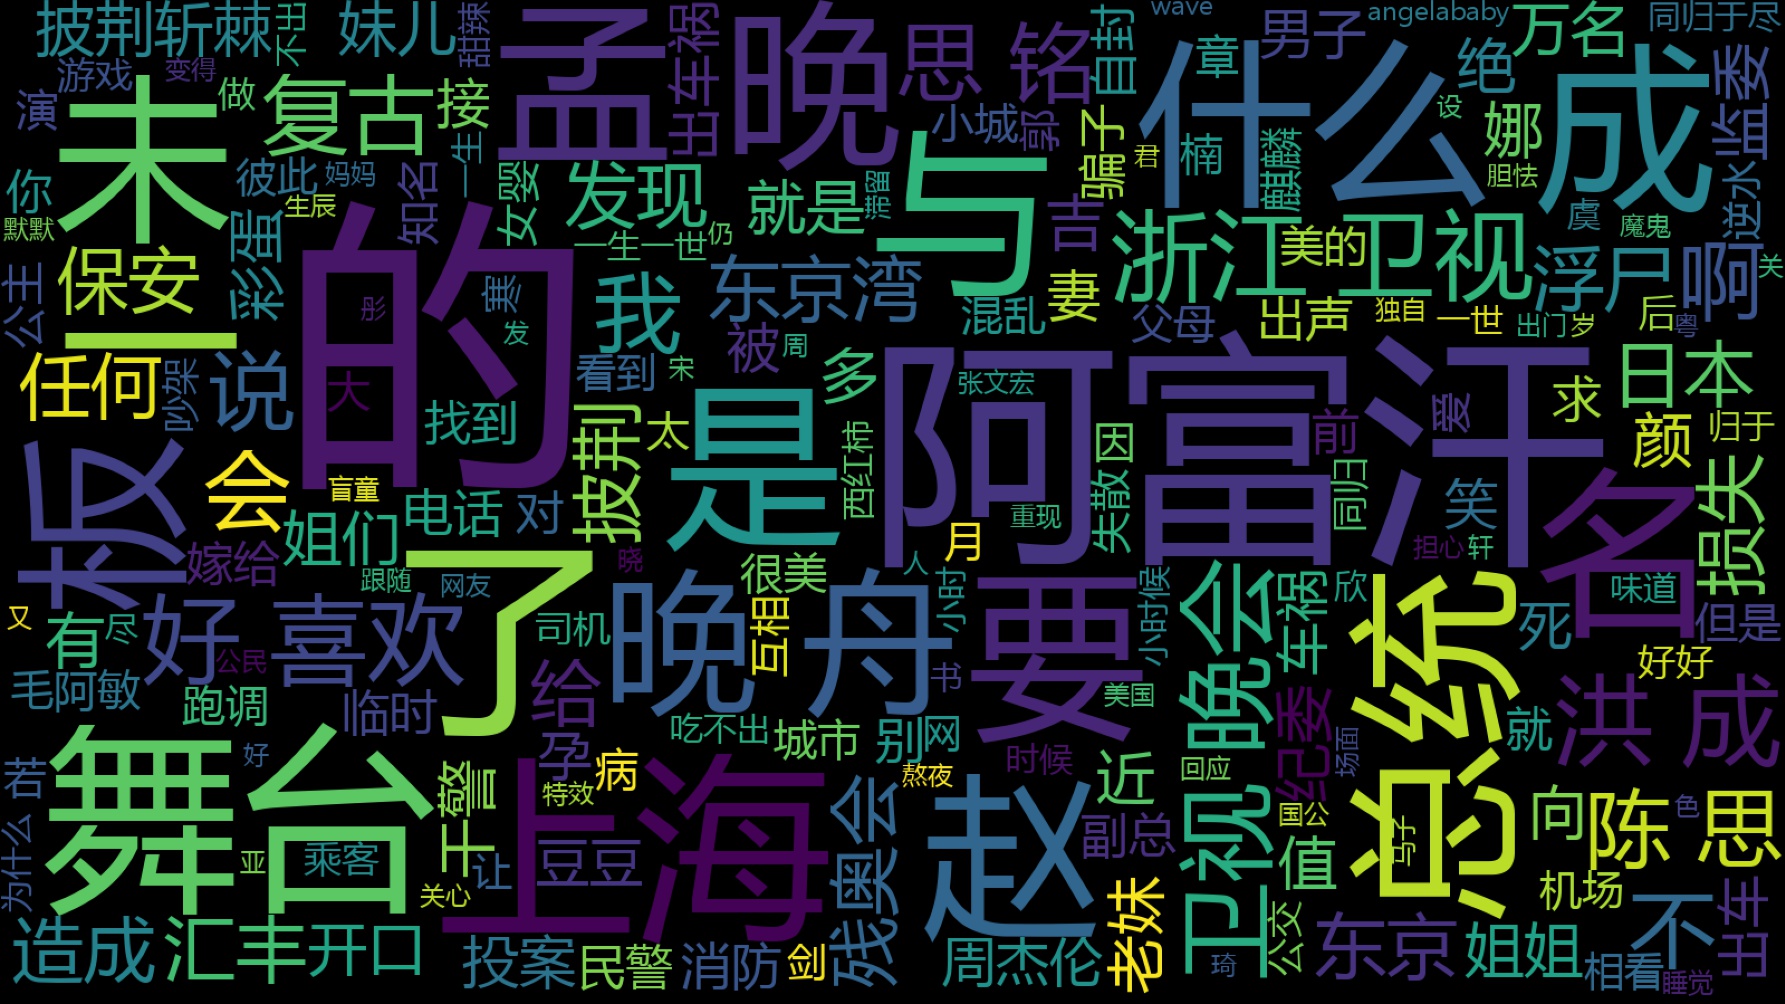 披荆斩棘
不出
妹儿
甜辣
孟晚
出车祸
思 铭
自封
wave
章
男子
angelababy
绝
万名
同归于尽
游戏
变得
演
做
未
复古
接
一生
小城
郭
骗子
什么
楠
麒麟
君
设
娜
胆怯
成
监委
你
默默
彼此
妈妈
生辰
知名
女婴
发现
就是
滞留
与
吉
浙江卫视
美的
虞
魔鬼
逆水
一生一世
仍
保安
彩蛋
公主
的
彤
寒
发
我
东京湾
混乱
妻
父母
出声
独自
一世
出门
岁
浮尸
后
粤
啊
关
一
任何
吵架
说
大
找到
看到
宋
被
周
多
太
张文宏
阿富汗
前
爱
求
日本
颜
归于
权
会
盲童
姐们
电话
对
披荆
是
西红柿
月
重现
失散
因
同归
笑
担心
轩
名
损失
嫁给
跟随
网友
了
晓
很美
人
小时
小时候
晚会
车祸
欣
总统
死
味道
但是
好好
又
有
尽
好
公民
喜欢
司机
晚舟
互相
书
要
美国
毛阿敏
跑调
临时
给
吃不出
城市
别
网
时候
近
回应
纪委
场面
就
洪 成
若
舞台
好
干警
孕
病
特效
上海
残奥会
熬夜
赵
副总
卫视
国公
值
马子
向
陈 思
色
为什么
亚
乘客
关心
让
豆豆
老妹
公交
机场
不
出车
造成
汇丰
开口
投案
民警
消防
剑
周杰伦
琦
东京
姐姐
相看
睡觉